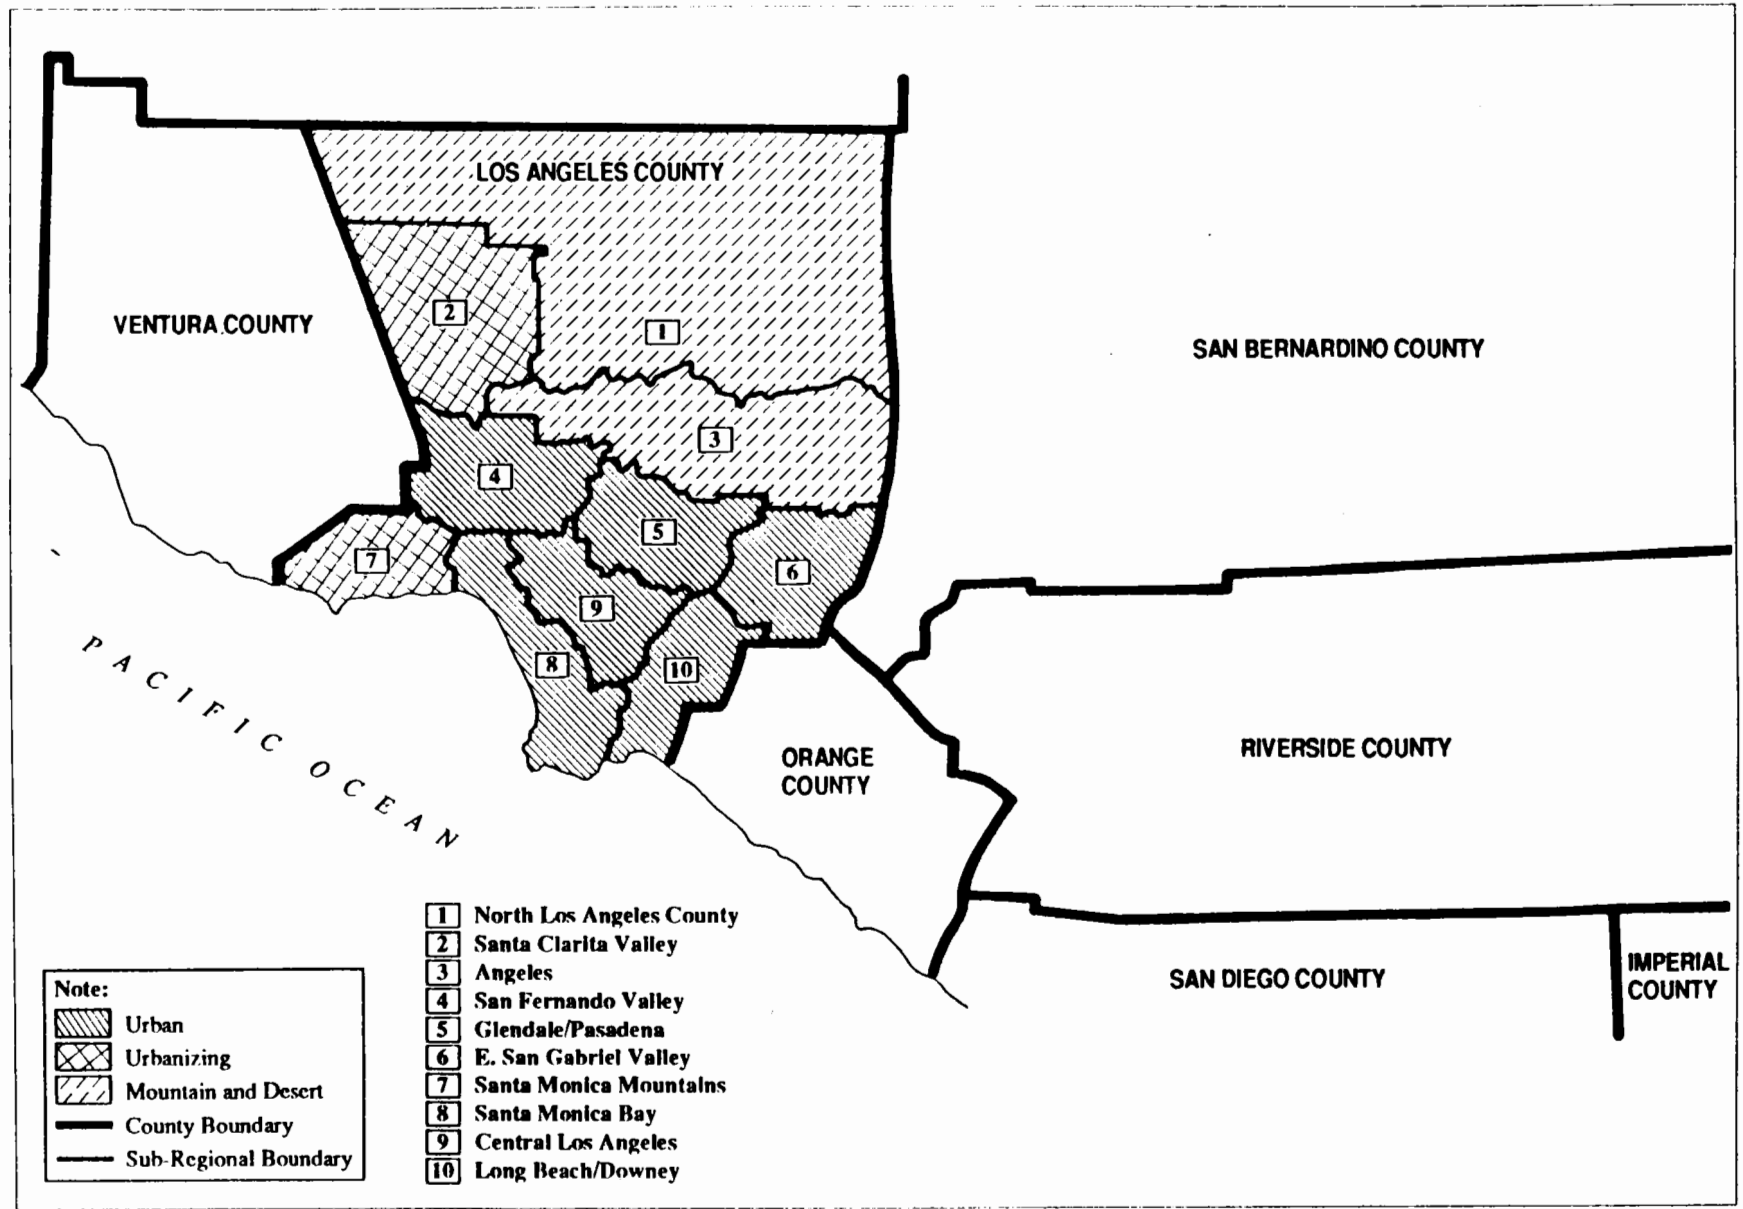 LOS ANGELES COUNTY
VENTURA COUNTY
SAN BERNARDINO COUNTY
2
1
3
4
5
6
7
9
8
10
PACIFIC OCEAN
ORANGE
COUNTY
RIVERSIDE COUNTY
SAN DIEGO COUNTY
IMPERIAL
COUNTY
1 North Los Angeles County
2 Santa Clarita Valley
3 Angeles
4 San Fernando Valley
5 Glendale/Pasadena
6 E. San Gabriel Valley
7 Santa Monica Mountains
8 Santa Monica Bay
9 Central Los Angeles
10 Long Beach/Downey
Note:
Urban
Urbanizing
Mountain and Desert
County Boundary
Sub-Regional Boundary